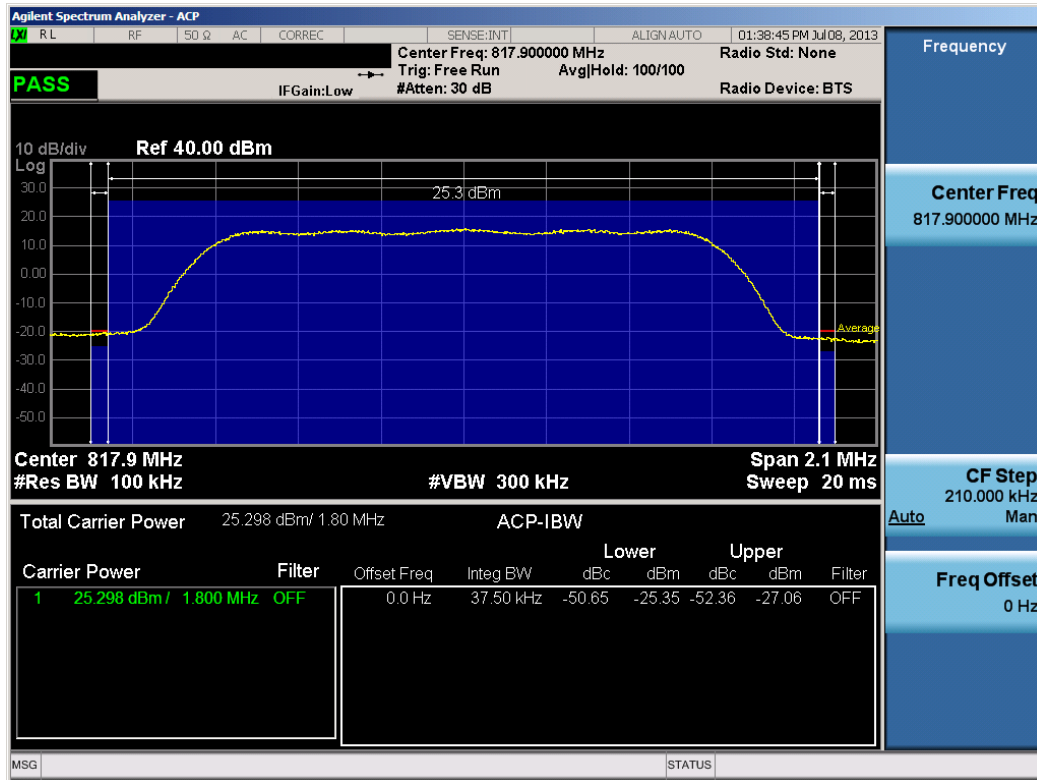 Agilent Spectrum Analyzer - ACP
LXI RL RF 50 Ω AC CORREC SENSE:INT ALIGN AUTO 01:38:45 PM Jul 08, 2013
Center Freq: 817.900000 MHz Radio Std: None
Trig: Free Run Avg|Hold: 100/100
PASS IFGain:Low #Atten: 30 dB Radio Device: BTS
Frequency
10 dB/div Ref 40.00 dBm
Log
30.0
25.3 dBm
20.0
10.0
0.00
-10.0
-20.0
Average
-30.0
-40.0
-50.0
Center 817.9 MHz Span 2.1 MHz
#Res BW 100 kHz #VBW 300 kHz Sweep 20 ms
Center Freq
817.900000 MHz
CF Step
210.000 kHz
Auto Man
Freq Offset
0 Hz
Total Carrier Power 25.298 dBm/ 1.80 MHz ACP-IBW
Lower Upper
Carrier Power Filter Offset Freq Integ BW dBc dBm dBc dBm Filter
1 25.298 dBm / 1.800 MHz OFF 0.0 Hz 37.50 kHz -50.65 -25.35 -52.36 -27.06 OFF
MSG STATUS